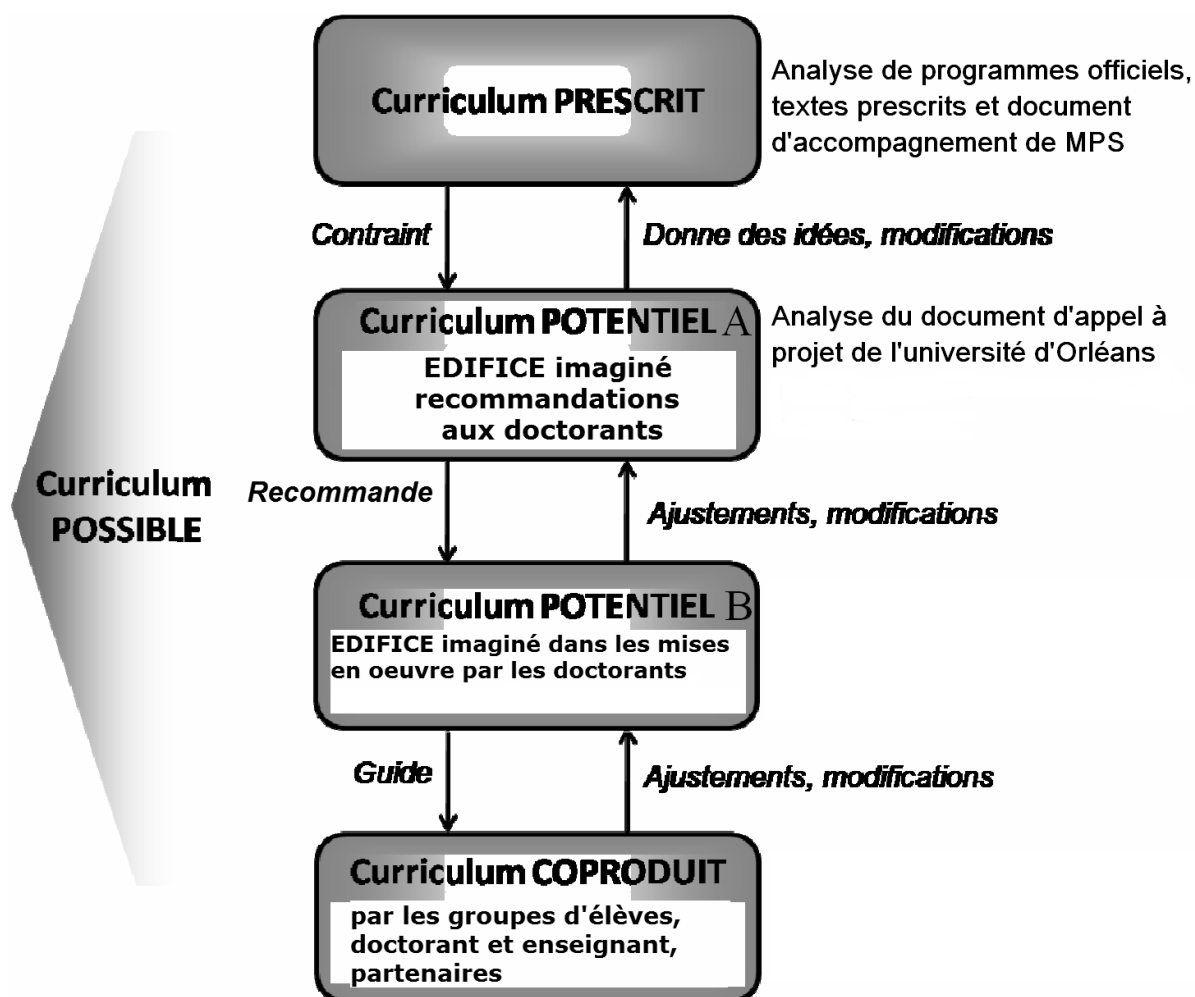 Curriculum PRESCRIT
Analyse de programmes officiels,
textes prescrits et document
d'accompagnement de MPS
Contraint
Donne des idées, modifications
Curriculum POTENTIEL A
EDIFICE imaginé
recommandations
aux doctorants
Analyse du document d'appel à
projet de l'université d'Orléans
Curriculum
POSSIBLE
Recommande
Ajustements, modifications
Curriculum POTENTIEL B
EDIFICE imaginé dans les mises
en oeuvre par les doctorants
Guide
Ajustements, modifications
Curriculum COPRODUIT
par les groupes d'élèves,
doctorant et enseignant,
partenaires